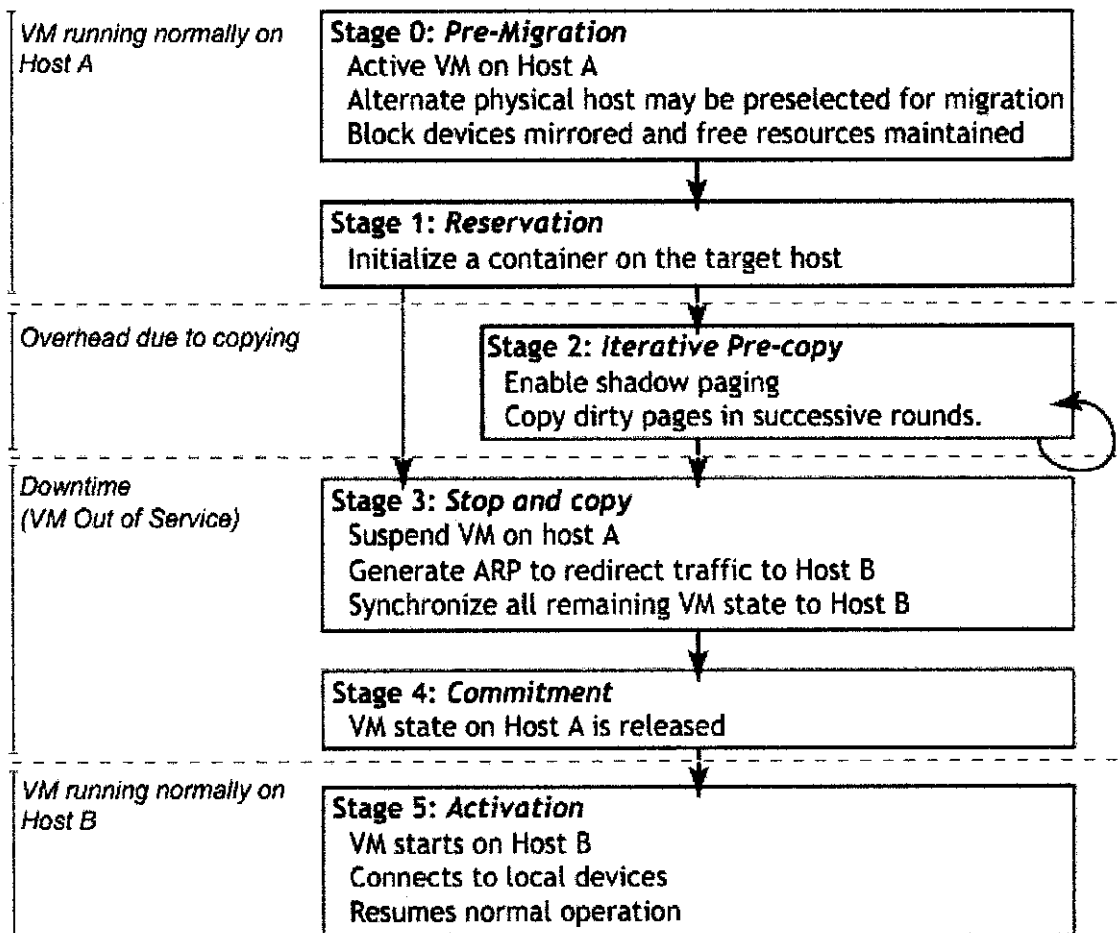 VM running normally on
Host A
Stage 0: Pre-Migration
Active VM on Host A
Alternate physical host may be preselected for migration
Block devices mirrored and free resources maintained
Stage 1: Reservation
Initialize a container on the target host
Overhead due to copying
Stage 2: Iterative Pre-copy
Enable shadow paging
Copy dirty pages in successive rounds.
Downtime
(VM Out of Service)
Stage 3: Stop and copy
Suspend VM on host A
Generate ARP to redirect traffic to Host B
Synchronize all remaining VM state to Host B
Stage 4: Commitment
VM state on Host A is released
VM running normally on
Host B
Stage 5: Activation
VM starts on Host B
Connects to local devices
Resumes normal operation